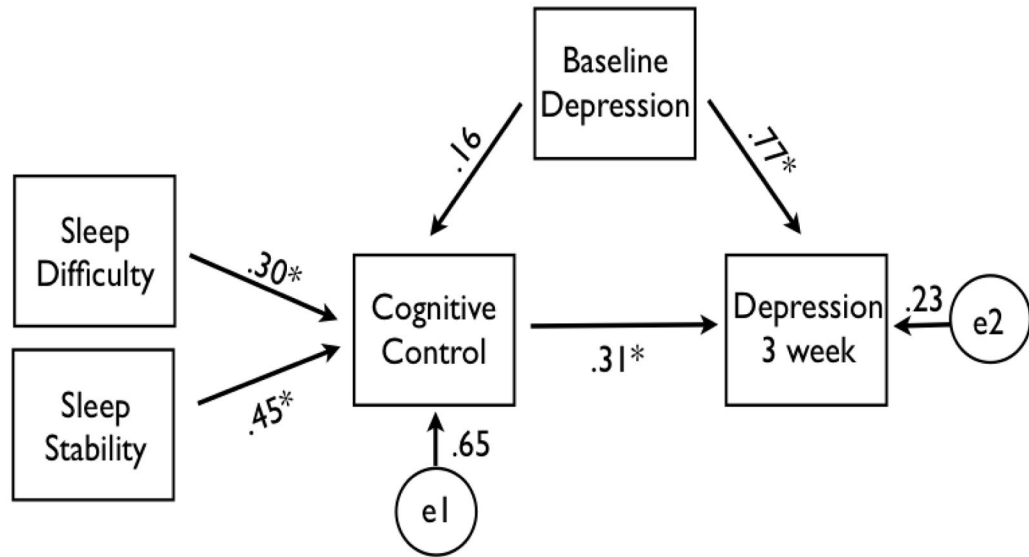 Baseline
Depression
.16
.77*
Sleep
Difficulty
.30*
Cognitive
Control
Depression
3 week
.23
e2
.31*
Sleep
Stability
.45*
.65
e1